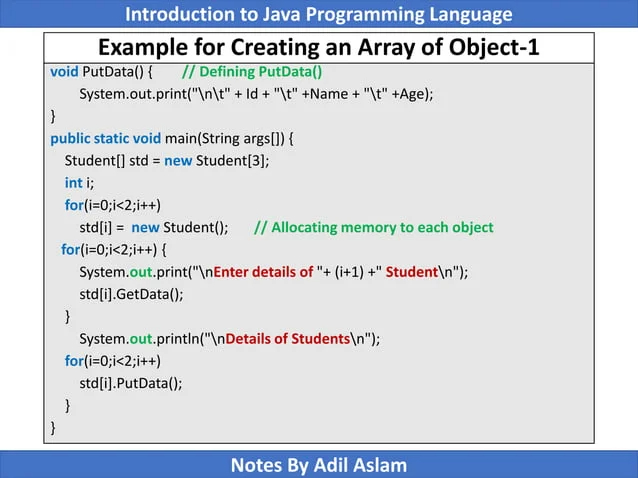 Introduction to Java Programming Language
Example for Creating an Array of Object-1
void PutData() { // Defining PutData()
System.out.print("\n\t" + Id + "\t" +Name + "\t" +Age);
}
public static void main(String args[]) {
Student[] std = new Student[3];
int i;
for(i=0;i<2;i++)
std[i] = new Student(); // Allocating memory to each object
for(i=0;i<2;i++) {
System.out.print("\nEnter details of "+ (i+1) +" Student\n");
std[i].GetData();
}
System.out.println("\nDetails of Students\n");
for(i=0;i<2;i++)
std[i].PutData();
}
}
Notes By Adil Aslam